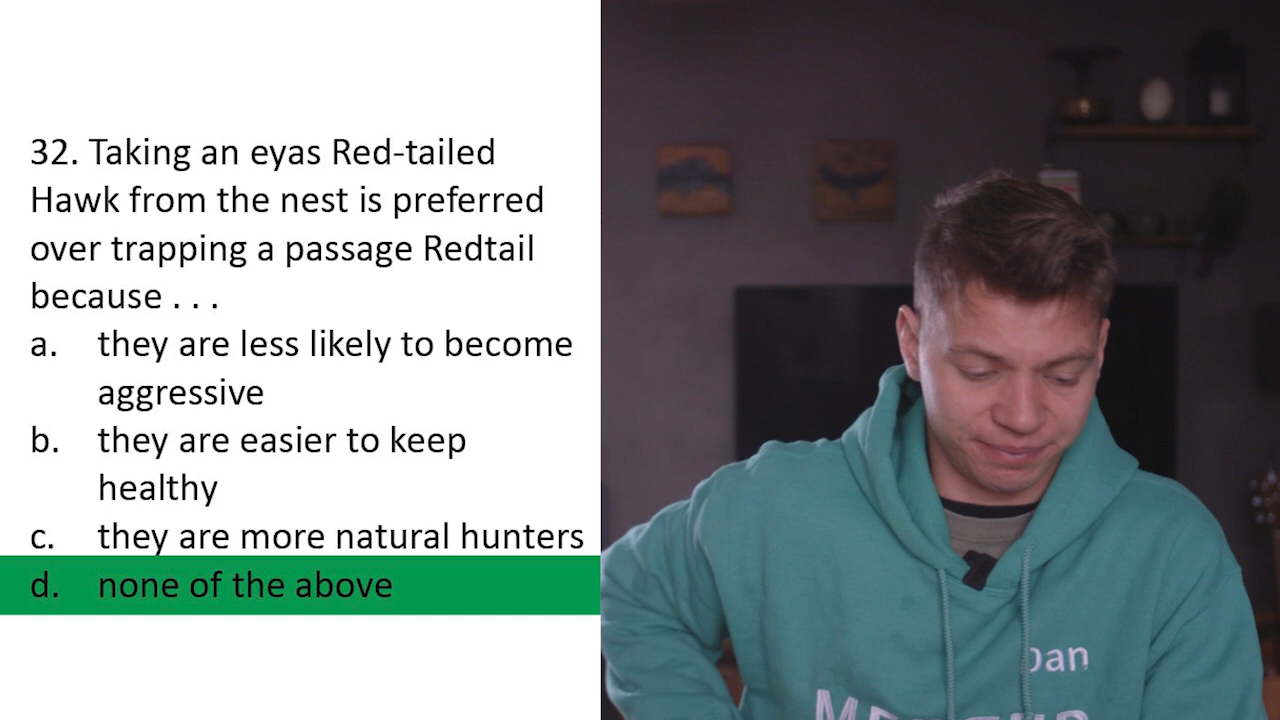 32. Taking an eyas Red-tailed
Hawk from the nest is preferred
over trapping a passage Redtail
because . . .
a. they are less likely to become
aggressive
b. they are easier to keep
healthy
c. they are more natural hunters
d. none of the above